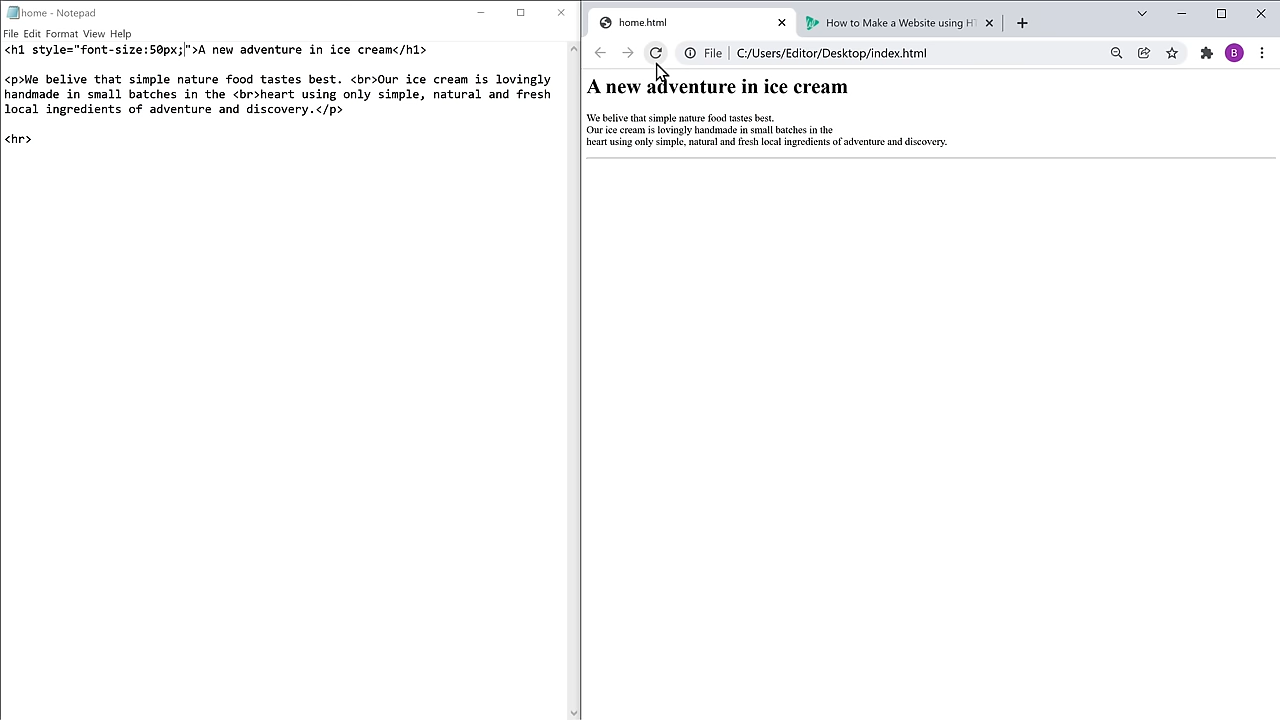 home - Notepad
File Edit Format View Help
<h1 style="font-size:50px;">A new adventure in ice cream</h1>
<p>We belive that simple nature food tastes best. <br>Our ice cream is lovingly
handmade in small batches in the <br>heart using only simple, natural and fresh
local ingredients of adventure and discovery.</p>
<hr>
home.html
How to Make a Website using H
File
C:/Users/Editor/Desktop/index.html
B
A new adventure in ice cream
We belive that simple nature food tastes best.
Our ice cream is lovingly handmade in small batches in the
heart using only simple, natural and fresh local ingredients of adventure and discovery.